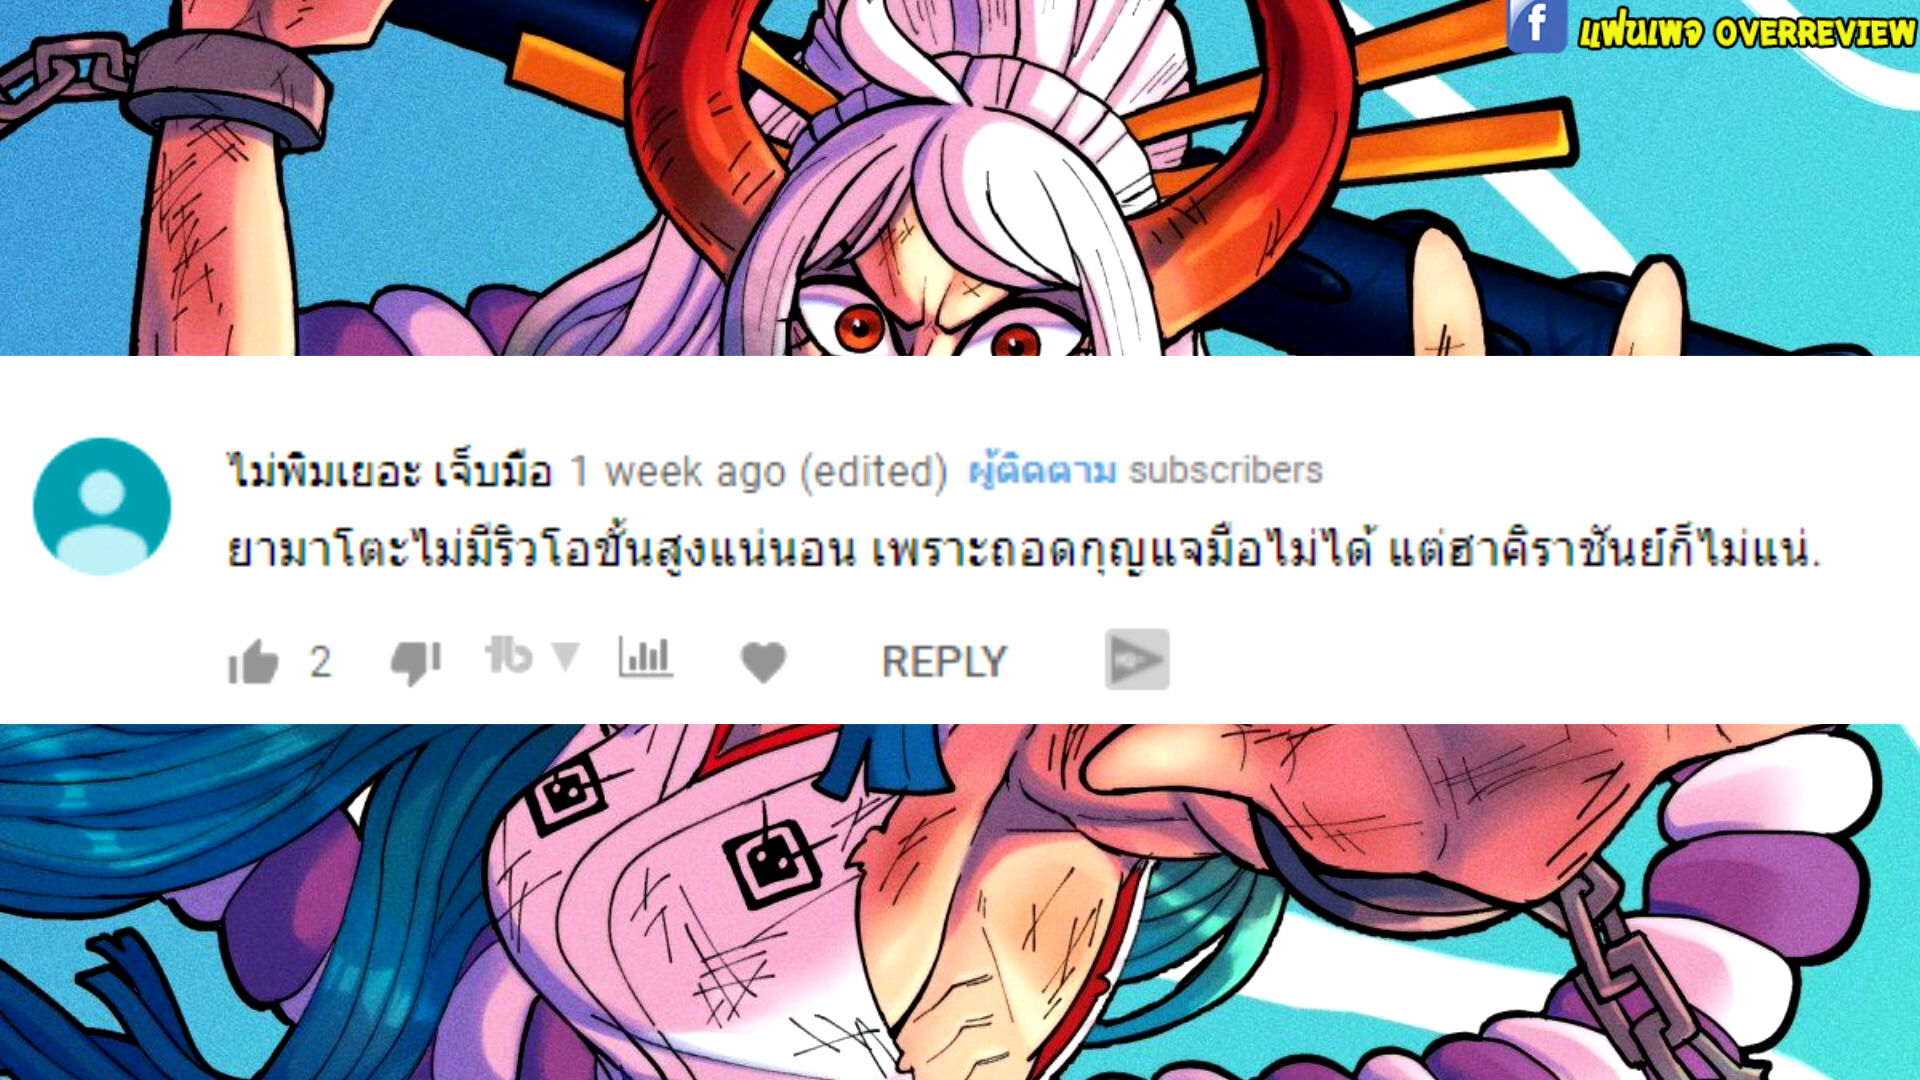 f แฟนเพจ OVERREVIEW
ไม่พิมเยอะ เจ็บมือ 1 week ago (edited) ผู้ติดตาม subscribers
ยามาโตะไม่มีริวโอขั้นสูงแน่นอน เพราะถอดกุญแจมือไม่ได้ แต่ฮาคิราชันย์ก็ไม่แน่.
2 REPLY